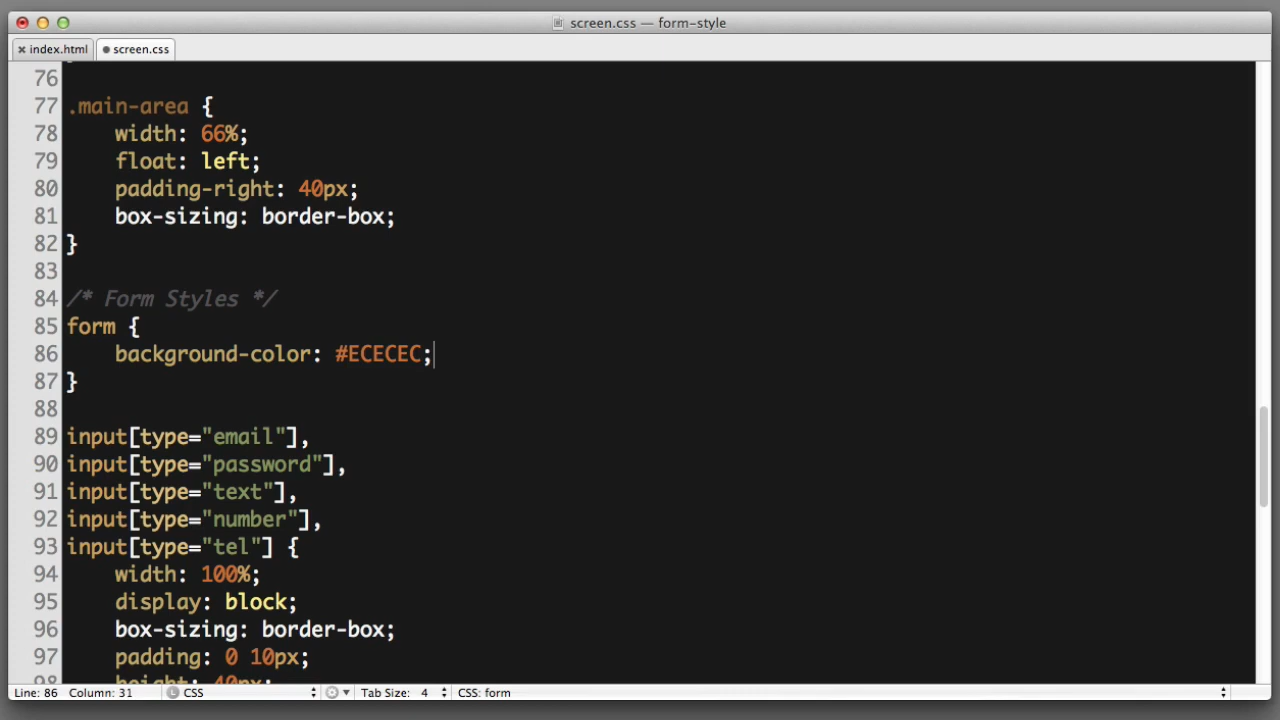 screen.css — form-style
index.html screen.css
76
77 .main-area {
78 width: 66%;
79 float: left;
80 padding-right: 40px;
81 box-sizing: border-box;
82 }
83
84 /* Form Styles */
85 form {
86 background-color: #ECECEC;
87 }
88
89 input[type="email"],
90 input[type="password"],
91 input[type="text"],
92 input[type="number"],
93 input[type="tel"] {
94 width: 100%;
95 display: block;
96 box-sizing: border-box;
97 padding: 0 10px;
98 height: 40px;
Line: 86 Column: 31 L CSS Tab Size: 4 CSS: form